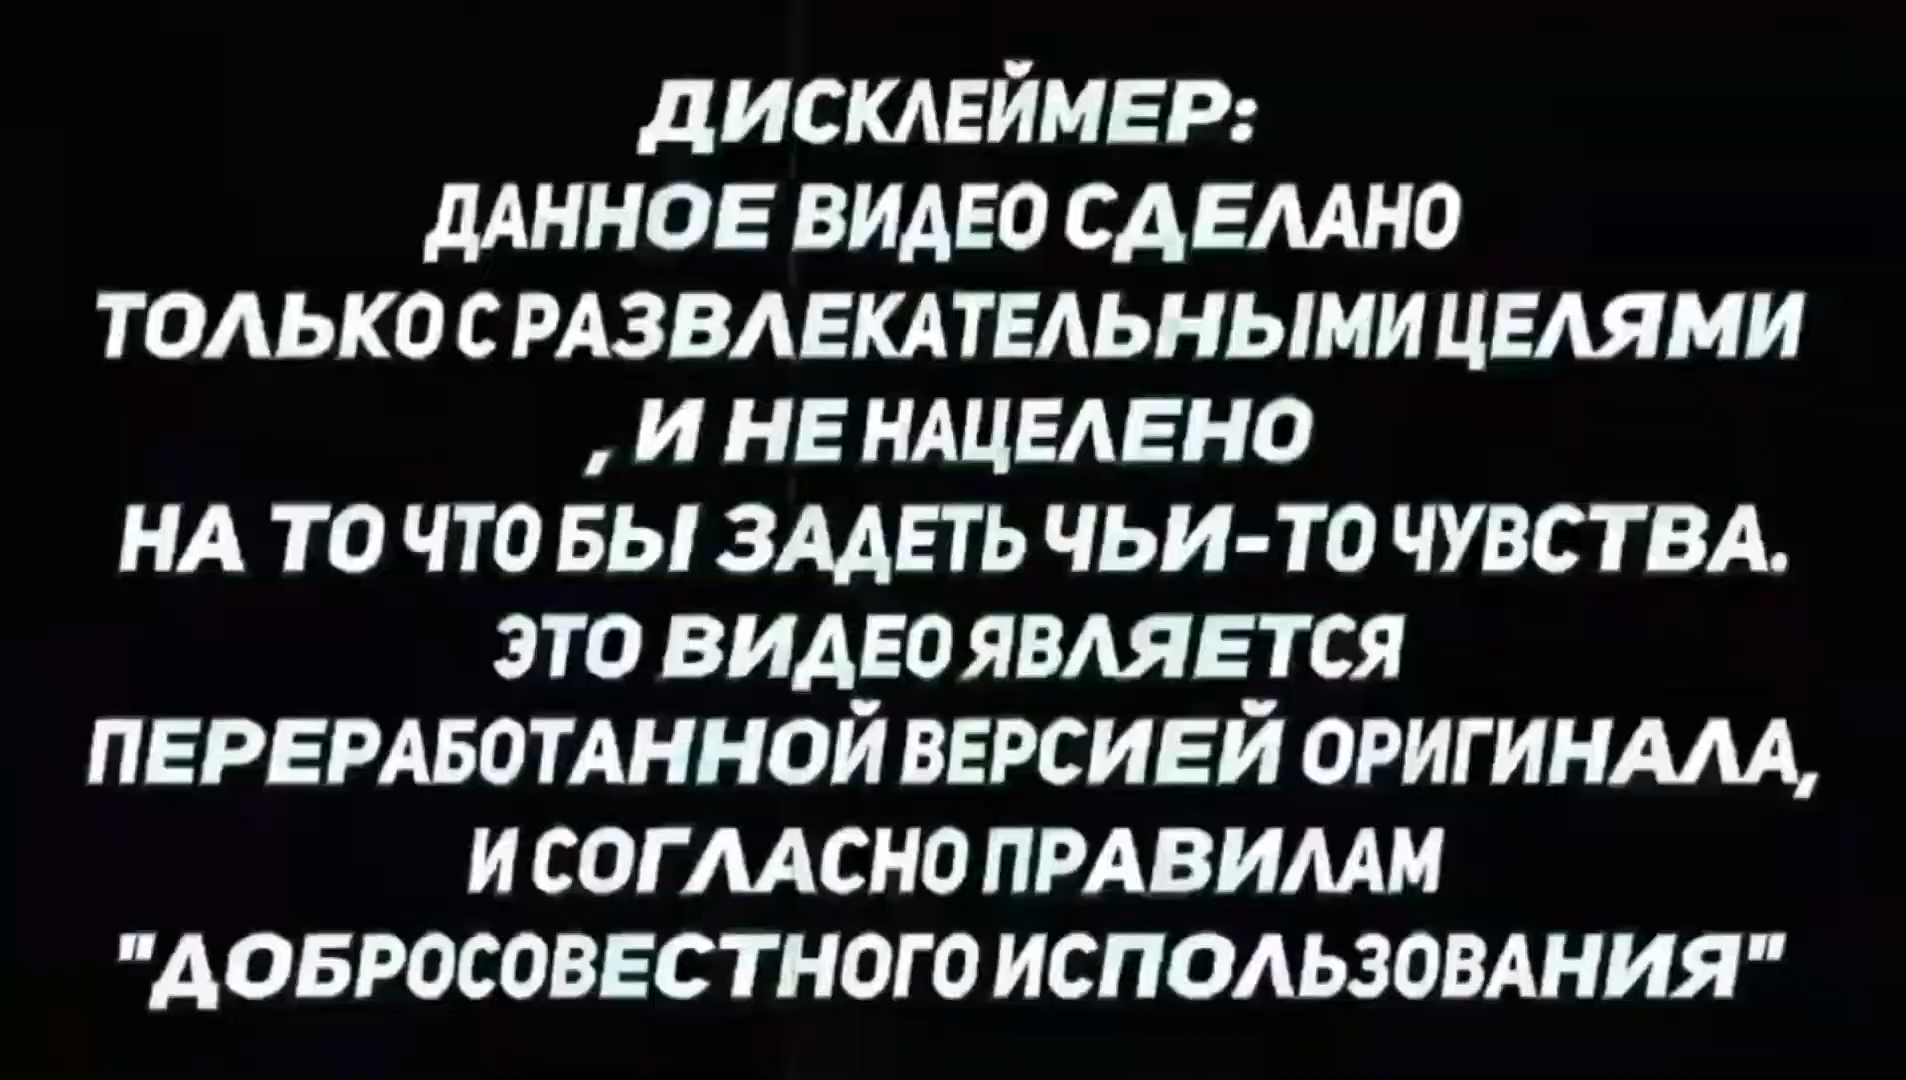 ДИСКЛЕЙМЕР:
ДАННОЕ ВИДЕО СДЕЛАНО
ТОЛЬКО С РАЗВЛЕКАТЕЛЬНЫМИ ЦЕЛЯМИ
, И НЕ НАЦЕЛЕНО
НА ТО ЧТО БЫ ЗАДЕТЬ ЧЬИ-ТО ЧУВСТВА.
ЭТО ВИДЕО ЯВЛЯЕТСЯ
ПЕРЕРАБОТАННОЙ ВЕРСИЕЙ ОРИГИНАЛА,
И СОГЛАСНО ПРАВИЛАМ
"ДОБРОСОВЕСТНОГО ИСПОЛЬЗОВАНИЯ"